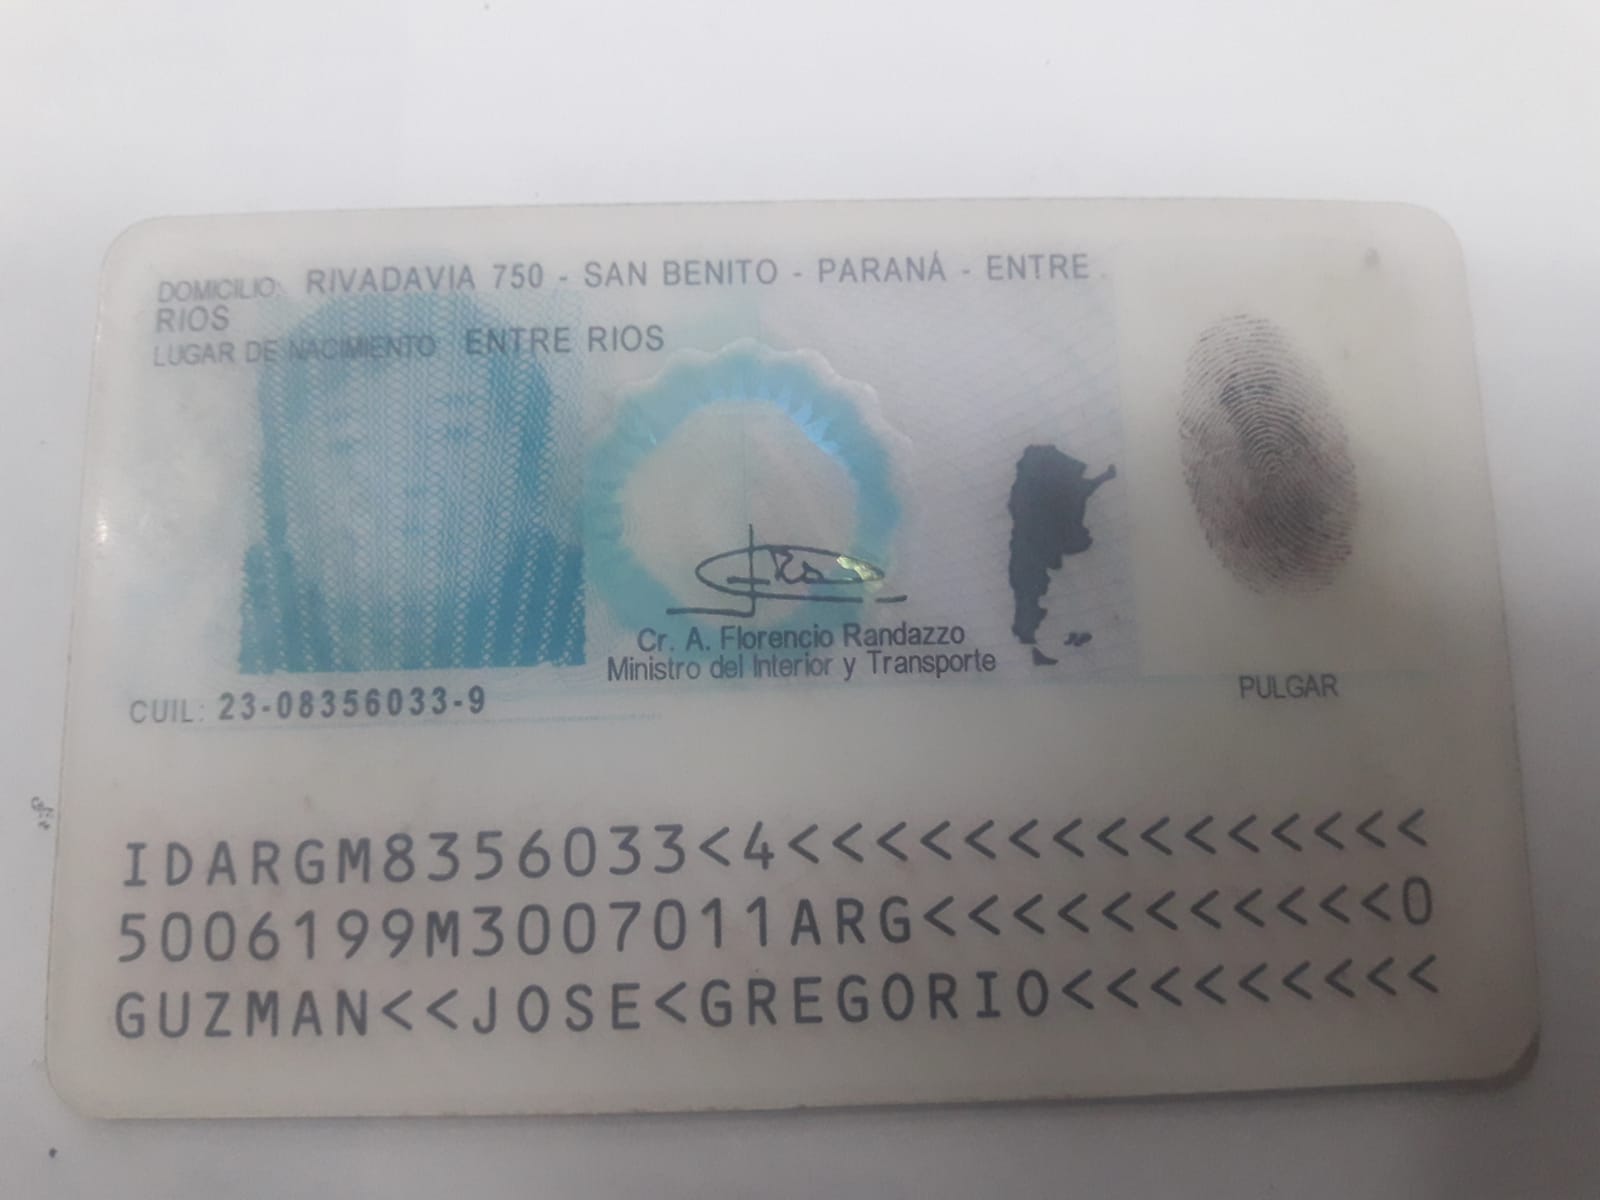 DOMICILIO: RIVADAVIA 750 - SAN BENITO - PARANÁ - ENTRE
RIOS
LUGAR DE NACIMIENTO ENTRE RIOS
Cr. A. Florencio Randazzo
Ministro del Interior y Transporte
PULGAR
CUIL: 23-08356033-9
IDARGM8356033<4<<<<<<<<<<<<<<<
5006199M3007011ARG<<<<<<<<<<<0
GUZMAN<<JOSE<GREGORIO<<<<<<<<<